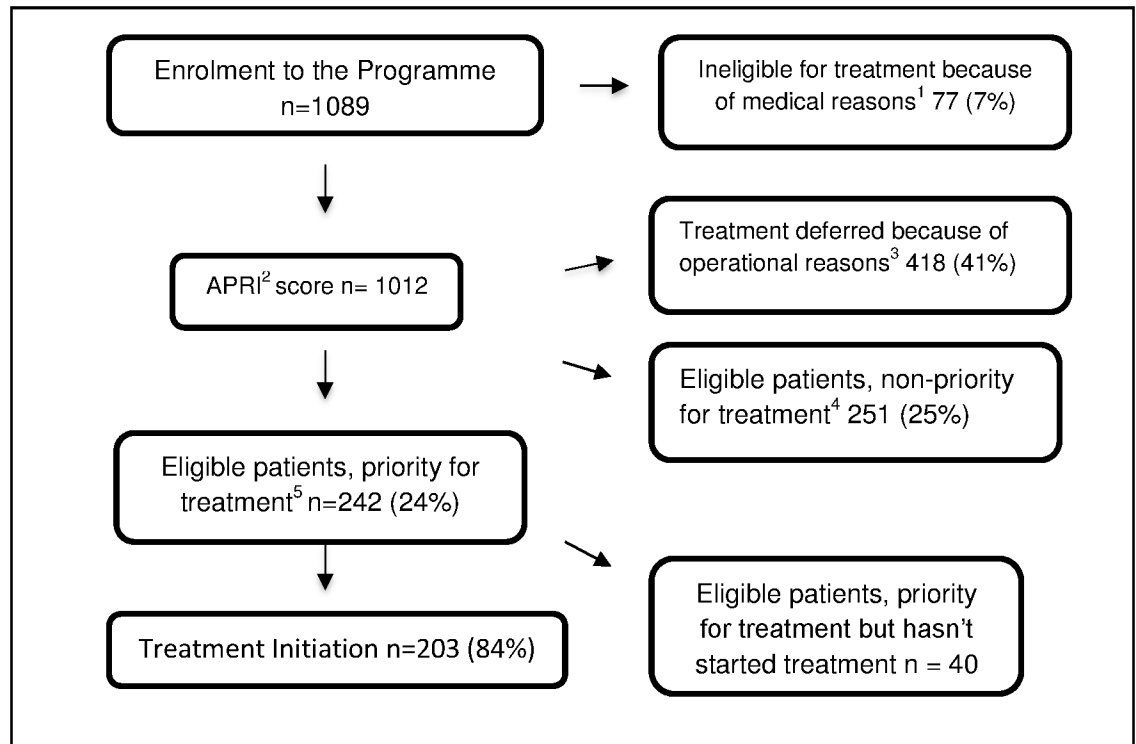 Enrolment to the Programme
n=1089
Ineligible for treatment because
of medical reasons¹ 77 (7%)
Treatment deferred because of
operational reasons³ 418 (41%)
APRI² score n= 1012
Eligible patients, non-priority
for treatment⁴ 251 (25%)
Eligible patients, priority for
treatment⁵ n=242 (24%)
Eligible patients, priority
for treatment but hasn't
started treatment n = 40
Treatment Initiation n=203 (84%)